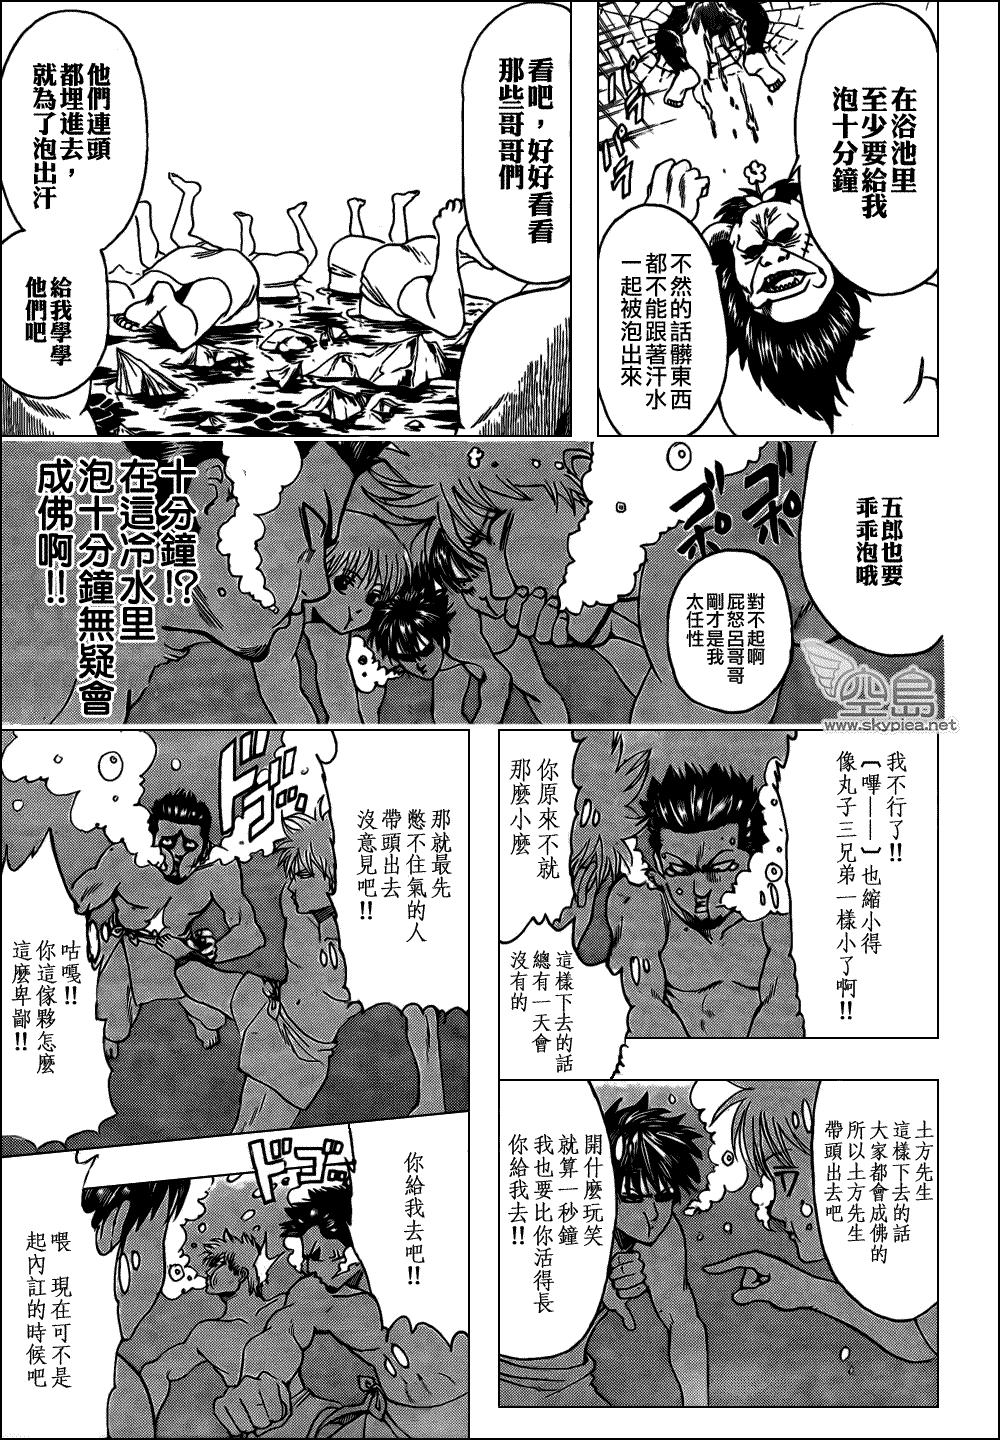 在浴池里
至少要給我
泡十分鐘
不然的話髒東西
都不能跟著汗水
一起被泡出來
看吧，好好看看
那些哥哥們
他們連頭
都埋進去，
就為了泡出汗
給我學學
他們吧
五郎也要
乖乖泡哦
對不起啊
屁怒呂哥哥
剛才是我
太任性
ゴボ
ゴポ
十分鐘!?
在這冷水里
泡十分鐘無疑會
成佛啊!!
空島
www.skypiea.net
我不行了!!
〔嗶——〕也縮小得
像丸子三兄弟一樣小了啊!!
你原來不就
那麼小麼
這樣下去的話
總有一天會
沒有的
那就最先
憋不住氣的人
帶頭出去
沒意見吧!!
ドゴッ
咕嘎!!
你這傢夥怎麼
這麼卑鄙!!
土方先生
這樣下去的話
大家都會成佛的
所以土方先生
帶頭出去吧
開什麼玩笑
就算一秒鐘
我也要比你活得長
你給我去!!
你給我去吧!!
ドゴッ
喂 現在可不是
起內訌的時候吧